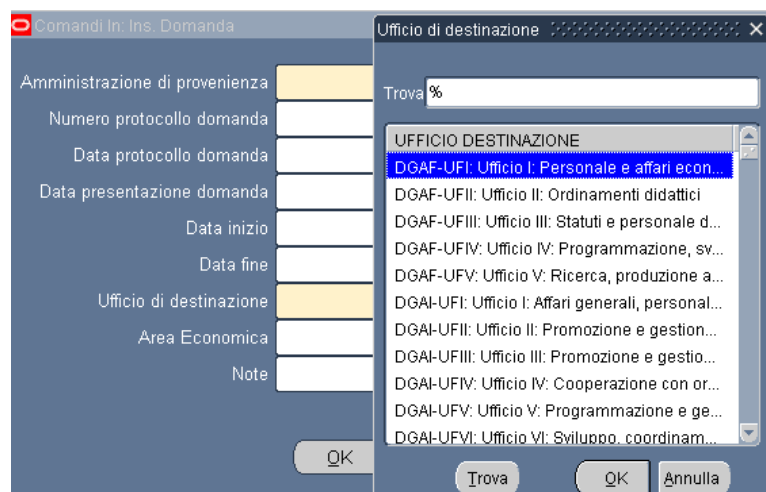 Comandi In: Ins. Domanda
Amministrazione di provenienza
Numero protocollo domanda
Data protocollo domanda
Data presentazione domanda
Data inizio
Data fine
Ufficio di destinazione
Area Economica
Note
OK
Ufficio di destinazione
Trova %
UFFICIO DESTINAZIONE
DGAF-UFI: Ufficio I: Personale e affari econ...
DGAF-UFII: Ufficio II: Ordinamenti didattici
DGAF-UFIII: Ufficio III: Statuti e personale d...
DGAF-UFIV: Ufficio IV: Programmazione, sv...
DGAF-UFV: Ufficio V: Ricerca, produzione a...
DGAI-UFI: Ufficio I: Affari generali, personal...
DGAI-UFII: Ufficio II: Promozione e gestion...
DGAI-UFIII: Ufficio III: Promozione e gestio...
DGAI-UFIV: Ufficio IV: Cooperazione con or...
DGAI-UFV: Ufficio V: Programmazione e ge...
DGAI-UFVI: Ufficio VI: Sviluppo, coordinam...
Trova OK Annulla